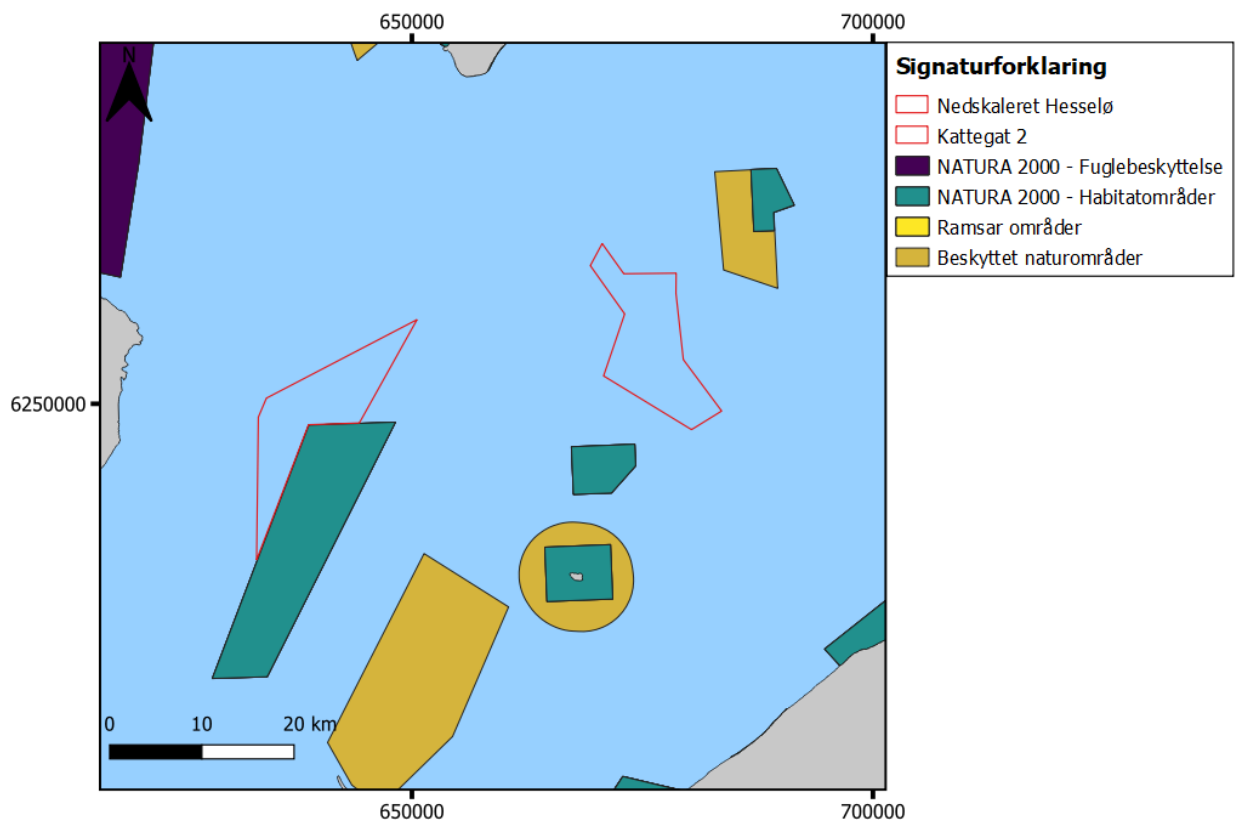 650000
700000
N
Signaturforklaring
Nedskaleret Hesselø
Kattegat 2
NATURA 2000 - Fuglebeskyttelse
NATURA 2000 - Habitatområder
Ramsar områder
Beskyttet naturområder
6250000
0 10 20 km
650000
700000